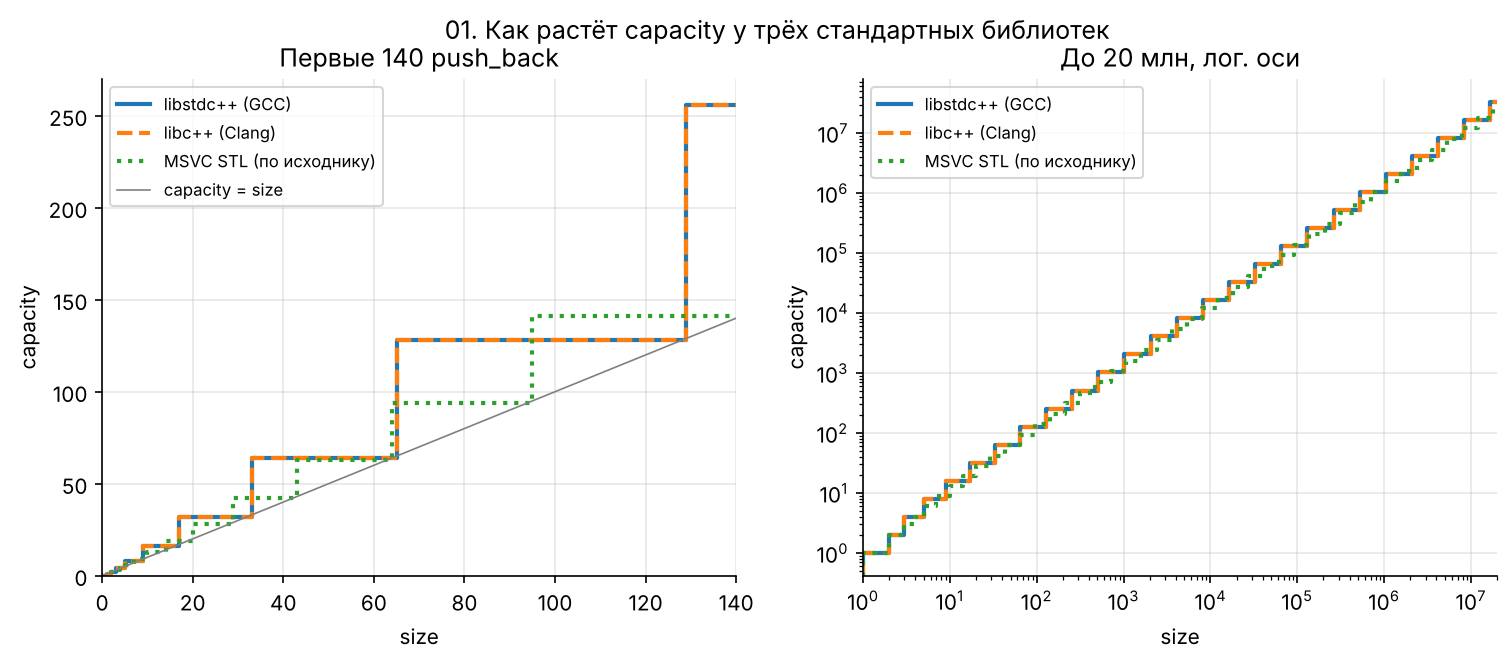 01. Как растёт capacity у трёх стандартных библиотек
Первые 140 push_back
libstdc++ (GCC)
libc++ (Clang)
MSVC STL (по исходнику)
capacity = size
250
200
150
100
50
0
capacity
0 20 40 60 80 100 120 140
size
До 20 млн, лог. оси
libstdc++ (GCC)
libc++ (Clang)
MSVC STL (по исходнику)
10⁷
10⁶
10⁵
10⁴
10³
10²
10¹
10⁰
capacity
10⁰ 10¹ 10² 10³ 10⁴ 10⁵ 10⁶ 10⁷
size